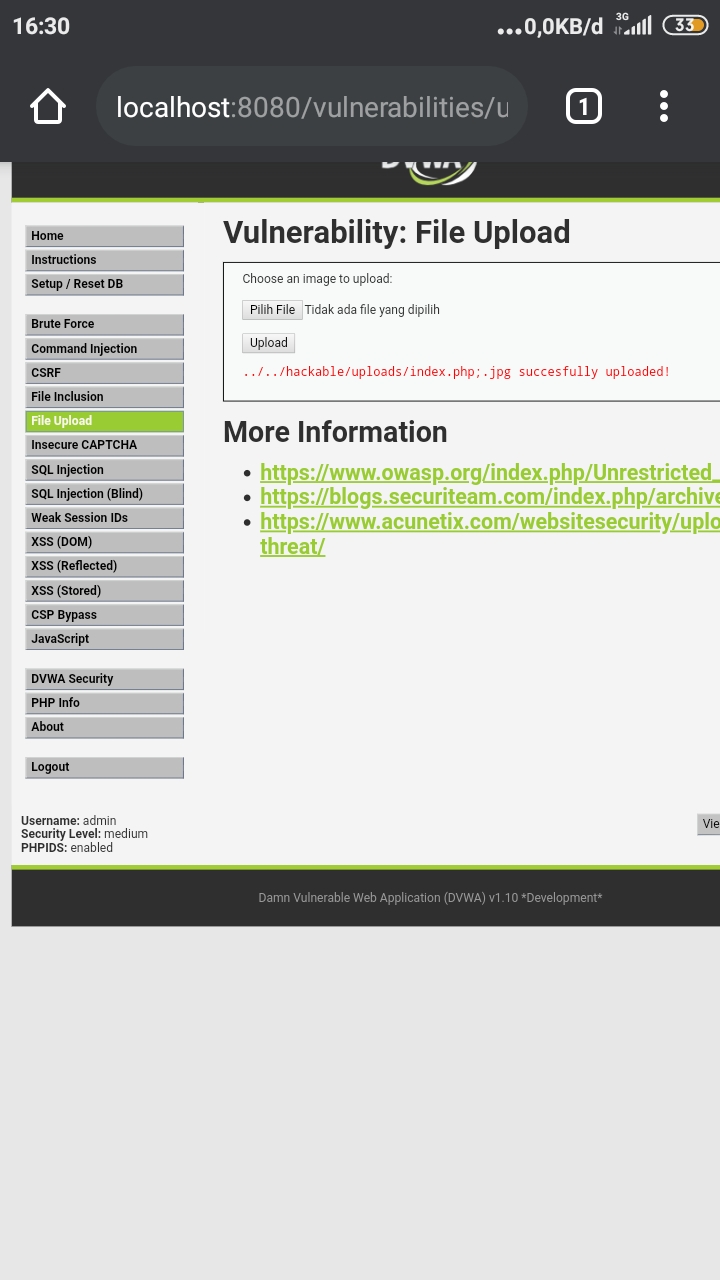 16:30
...0,0KB/d 3G 33
localhost:8080/vulnerabilities/u
1
DVWA
Home
Instructions
Setup / Reset DB
Brute Force
Command Injection
CSRF
File Inclusion
File Upload
Insecure CAPTCHA
SQL Injection
SQL Injection (Blind)
Weak Session IDs
XSS (DOM)
XSS (Reflected)
XSS (Stored)
CSP Bypass
JavaScript
DVWA Security
PHP Info
About
Logout
Username: admin
Security Level: medium
PHPIDS: enabled
Vulnerability: File Upload
Choose an image to upload:
Pilih File Tidak ada file yang dipilih
Upload
../../hackable/uploads/index.php;.jpg succesfully uploaded!
More Information
https://www.owasp.org/index.php/Unrestricted_
https://blogs.securiteam.com/index.php/archive
https://www.acunetix.com/websitesecurity/uplo
threat/
Vie
Damn Vulnerable Web Application (DVWA) v1.10 *Development*